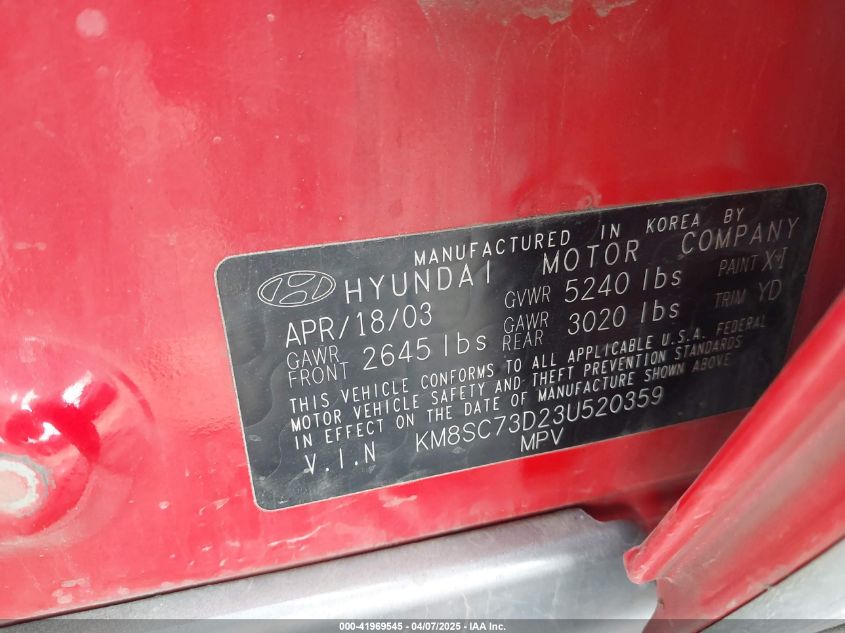 MANUFACTURED IN KOREA BY
HYUNDAI MOTOR COMPANY
APR/18/03 GVWR 5240 lbs PAINT XI
GAWR FRONT 2645 lbs GAWR REAR 3020 lbs TRIM YD
THIS VEHICLE CONFORMS TO ALL APPLICABLE U.S.A. FEDERAL
MOTOR VEHICLE SAFETY AND THEFT PREVENTION STANDARDS
IN EFFECT ON THE DATE OF MANUFACTURE SHOWN ABOVE
V.I.N KM8SC73D23U520359
MPV
000-41969545 - 04/07/2025 - IAA Inc.